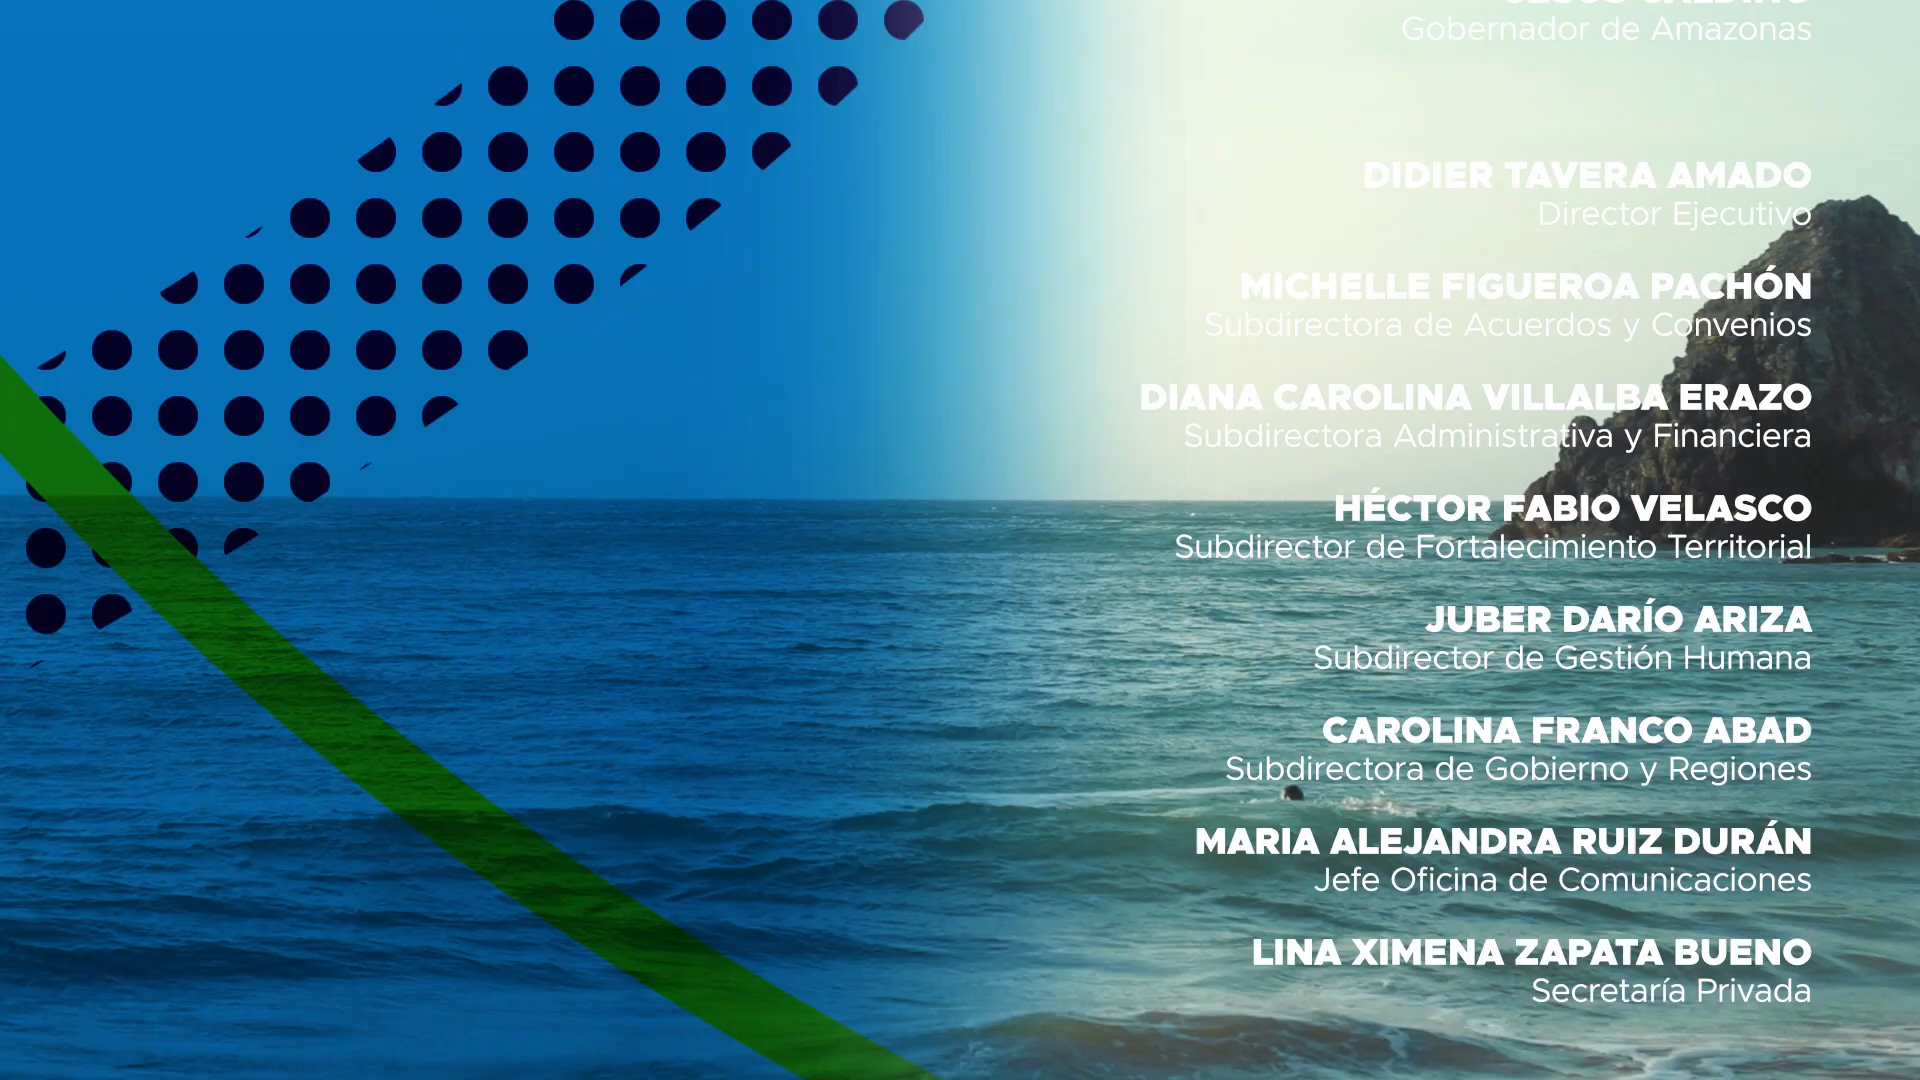 Gobernador de Amazonas
DIDIER TAVERA AMADO
Director Ejecutivo
MICHELLE FIGUEROA PACHÓN
Subdirectora de Acuerdos y Convenios
DIANA CAROLINA VILLALBA ERAZO
Subdirectora Administrativa y Financiera
HÉCTOR FABIO VELASCO
Subdirector de Fortalecimiento Territorial
JUBER DARÍO ARIZA
Subdirector de Gestión Humana
CAROLINA FRANCO ABAD
Subdirectora de Gobierno y Regiones
MARIA ALEJANDRA RUIZ DURÁN
Jefe Oficina de Comunicaciones
LINA XIMENA ZAPATA BUENO
Secretaría Privada